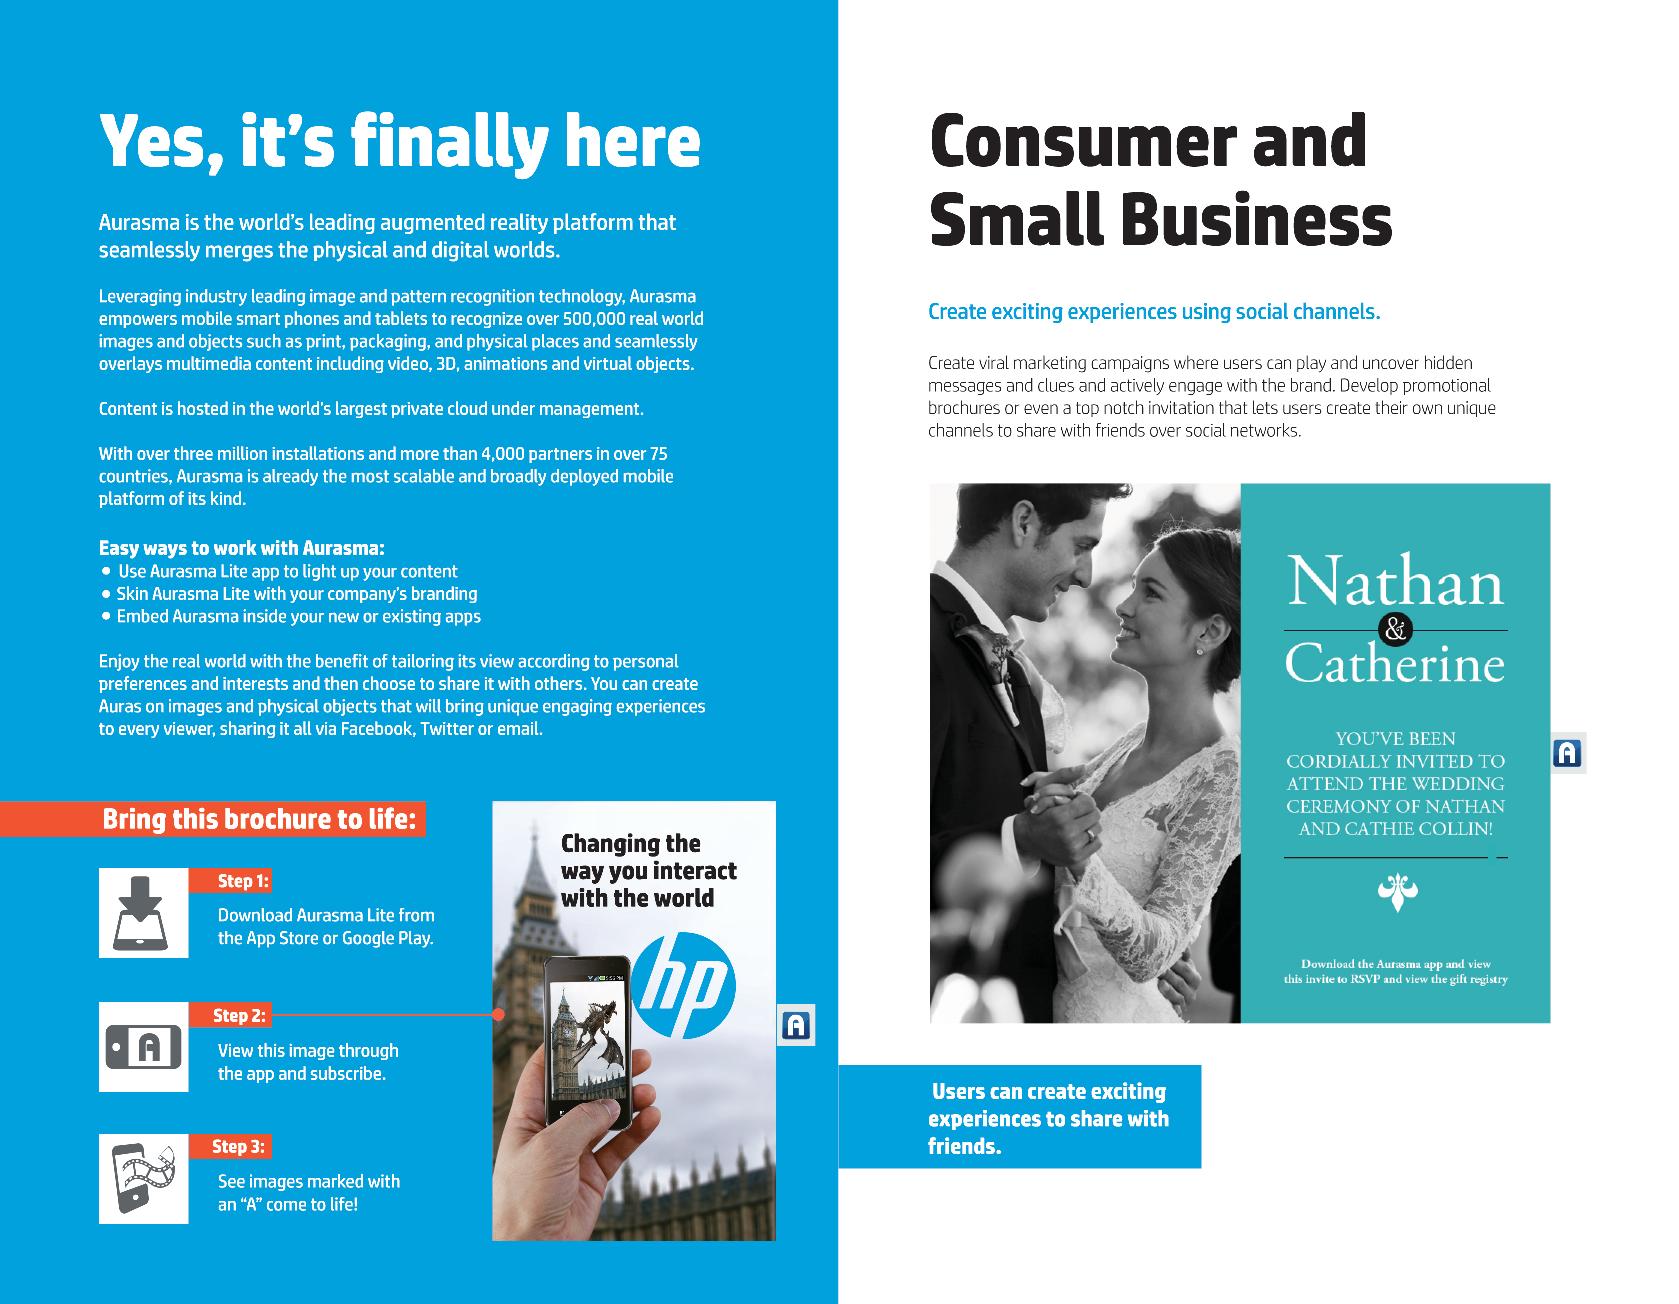 Yes, it's finally here
Aurasma is the world's leading augmented reality platform that
seamlessly merges the physical and digital worlds.
Leveraging industry leading image and pattern recognition technology, Aurasma
empowers mobile smart phones and tablets to recognize over 500,000 real world
images and objects such as print, packaging, and physical places and seamlessly
overlays multimedia content including video, 3D, animations and virtual objects.
Content is hosted in the world's largest private cloud under management.
With over three million installations and more than 4,000 partners in over 75
countries, Aurasma is already the most scalable and broadly deployed mobile
platform of its kind.
Easy ways to work with Aurasma:
• Use Aurasma Lite app to light up your content
• Skin Aurasma Lite with your company's branding
• Embed Aurasma inside your new or existing apps
Enjoy the real world with the benefit of tailoring its view according to personal
preferences and interests and then choose to share it with others. You can create
Auras on images and physical objects that will bring unique engaging experiences
to every viewer, sharing it all via Facebook, Twitter or email.
Bring this brochure to life:
Step 1:
Download Aurasma Lite from
the App Store or Google Play.
Step 2:
A
View this image through
the app and subscribe.
Step 3:
See images marked with
an “A” come to life!
Changing the
way you interact
with the world
hp
5:55 PM
A
Consumer and
Small Business
Create exciting experiences using social channels.
Create viral marketing campaigns where users can play and uncover hidden
messages and clues and actively engage with the brand. Develop promotional
brochures or even a top notch invitation that lets users create their own unique
channels to share with friends over social networks.
Nathan
&
Catherine
YOU'VE BEEN
CORDIALLY INVITED TO
ATTEND THE WEDDING
CEREMONY OF NATHAN
AND CATHIE COLLIN!
Download the Aurasma app and view
this invite to RSVP and view the gift registry
A
Users can create exciting
experiences to share with
friends.